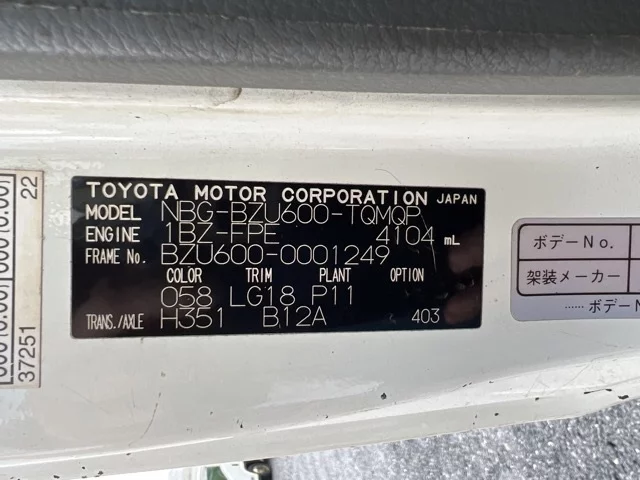 TOYOTA MOTOR CORPORATION JAPAN
MODEL NBG-BZU600-TQMQP
ENGINE 1BZ-FPE 4104 mL
FRAME No. BZU600-0001249
COLOR TRIM PLANT OPTION
058 LG18 P11
TRANS./AXLE H351 B12A 403
ボデーNo.
架装メーカー
……ボデーN
37251 22